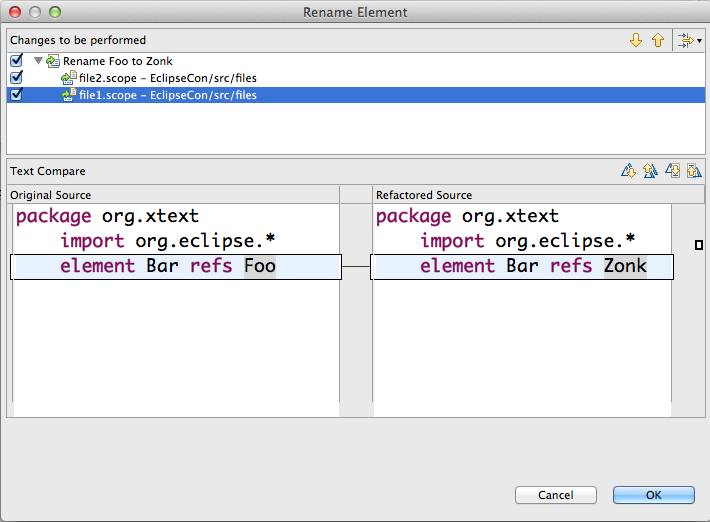 Rename Element
Changes to be performed
Rename Foo to Zonk
file2.scope – EclipseCon/src/files
file1.scope – EclipseCon/src/files
Text Compare
Original Source
Refactored Source
package org.xtext
import org.eclipse.*
element Bar refs Foo
package org.xtext
import org.eclipse.*
element Bar refs Zonk
Cancel
OK